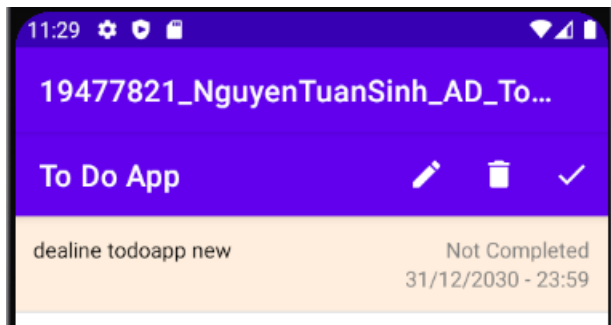 11:29
19477821_NguyenTuanSinh_AD_To...
To Do App
dealine todoapp new
Not Completed
31/12/2030 - 23:59